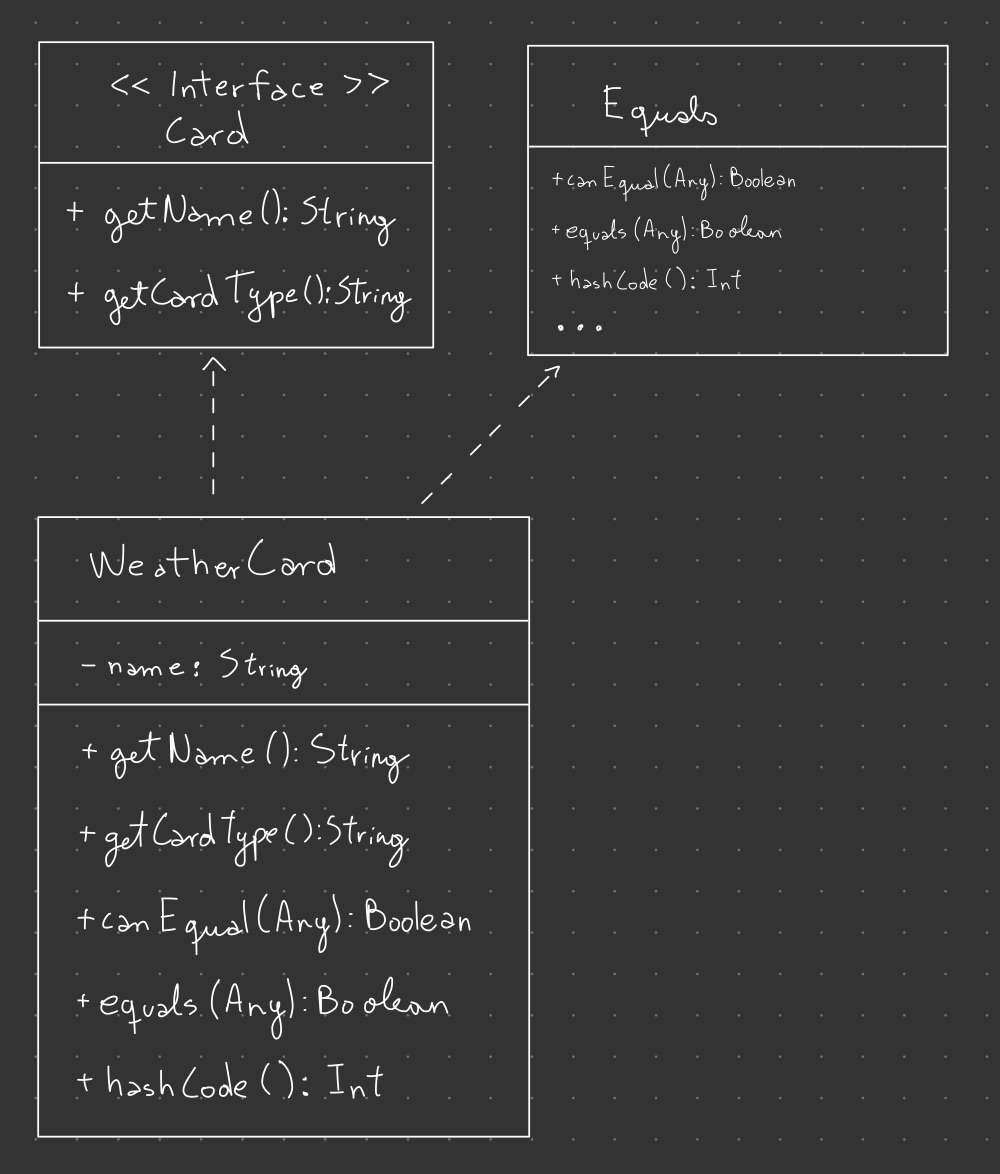 << Interface >>
Card
+ getName(): String
+ getCardType(): String
Equals
+ canEqual(Any): Boolean
+ equals(Any): Boolean
+ hashCode(): Int
...
WeatherCard
- name: String
+ getName(): String
+ getCardType(): String
+ canEqual(Any): Boolean
+ equals(Any): Boolean
+ hashCode(): Int